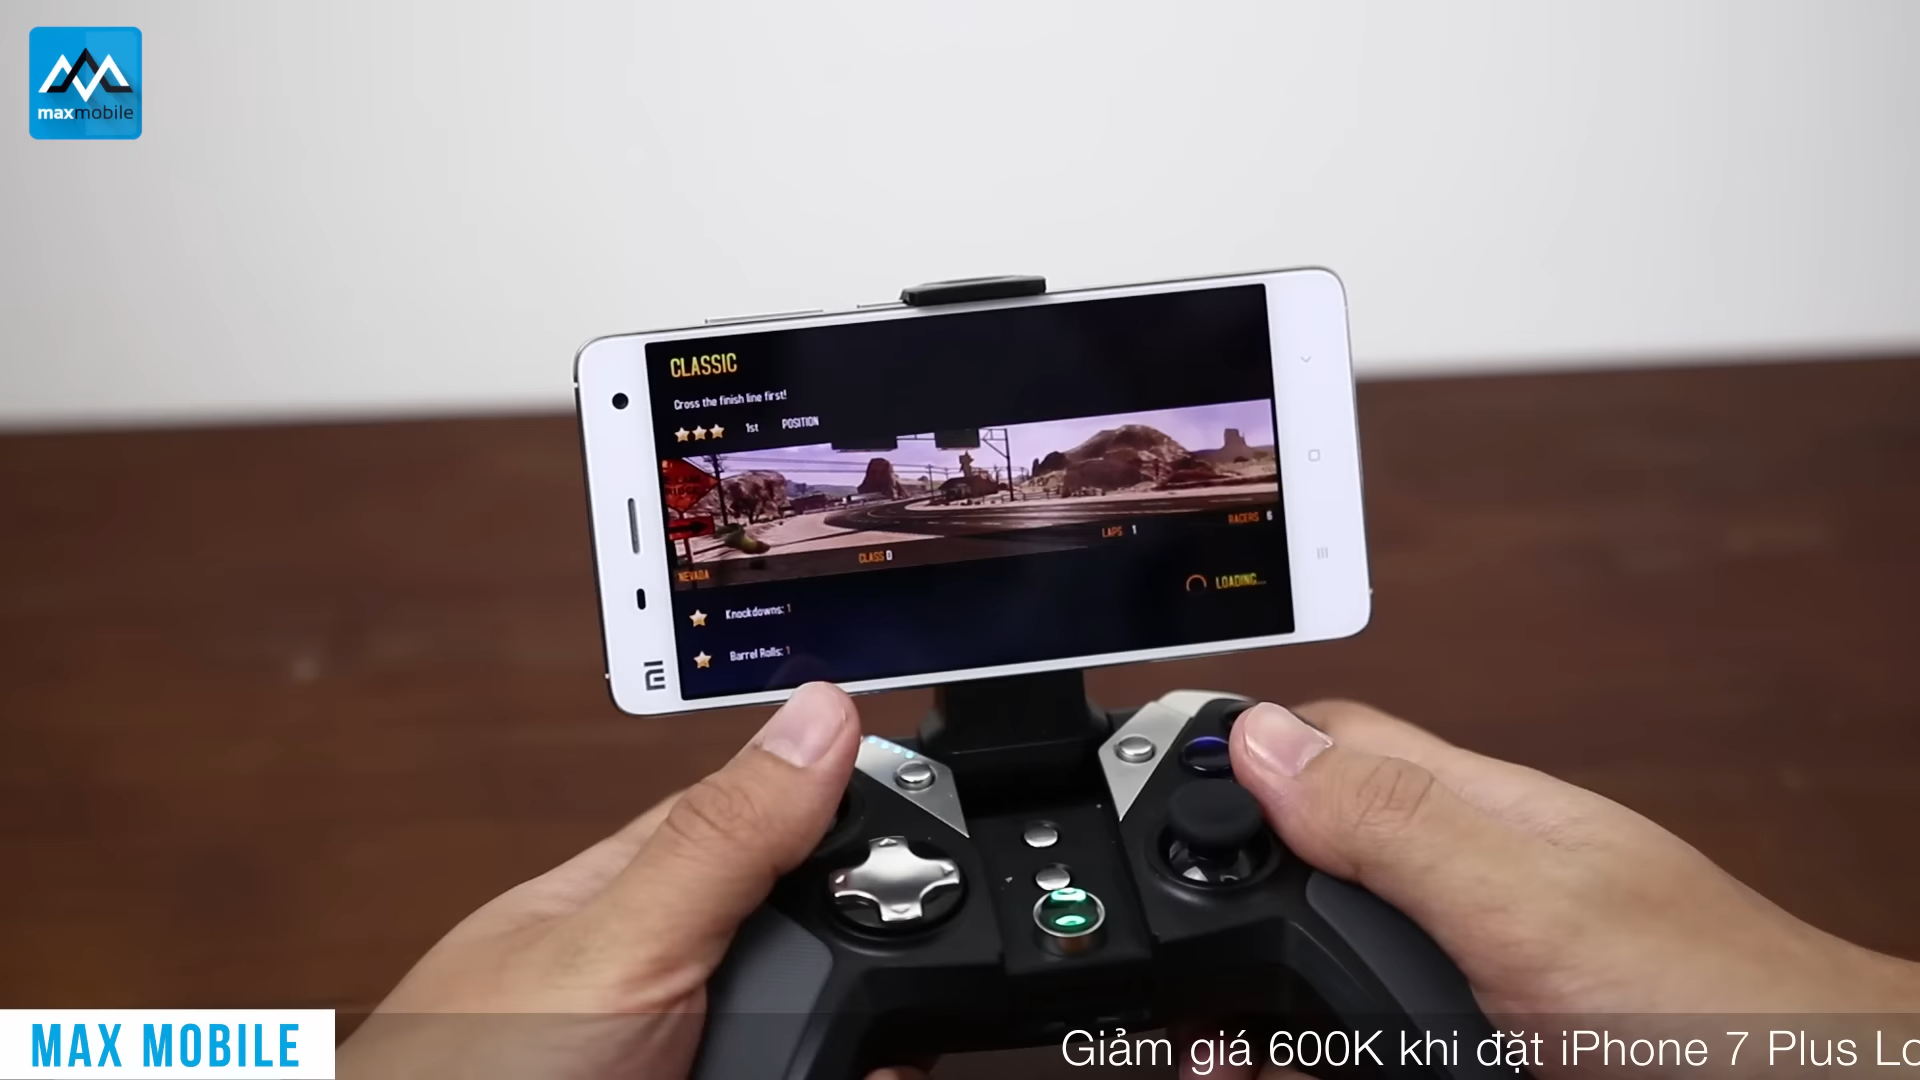 maxmobile
CLASSIC
Cross the finish line first!
1st POSITION
LAPS 1
RACERS 6
CLASS D
NEVADA
LOADING...
Knockdowns: 1
Barrel Rolls: 1
MAX MOBILE
Giảm giá 600K khi đặt iPhone 7 Plus Lo